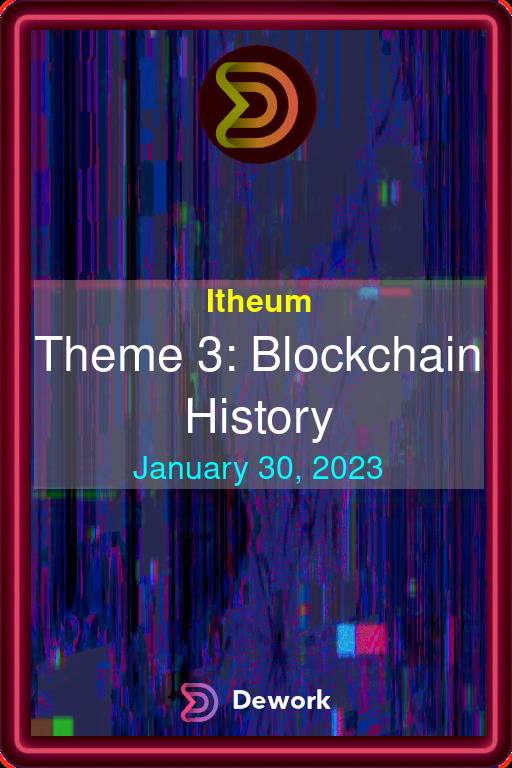 Itheum
Theme 3: Blockchain
History
January 30, 2023
Dework